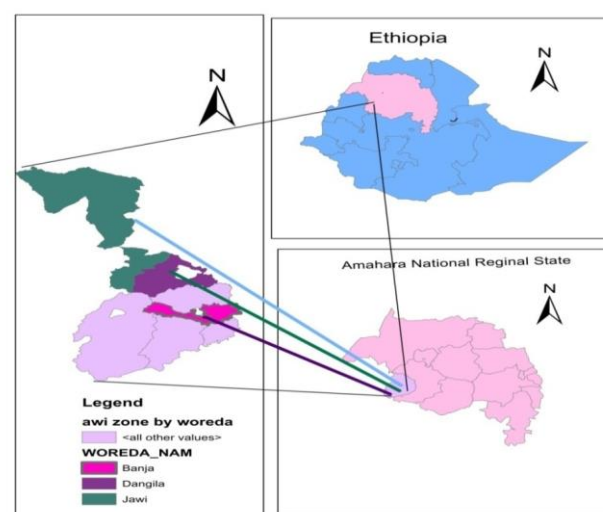 N
Legend
awi zone by woreda
<all other values>
WOREDA_NAM
Banja
Dangila
Jawi
Ethiopia
N
Amahara National Reginal State
N